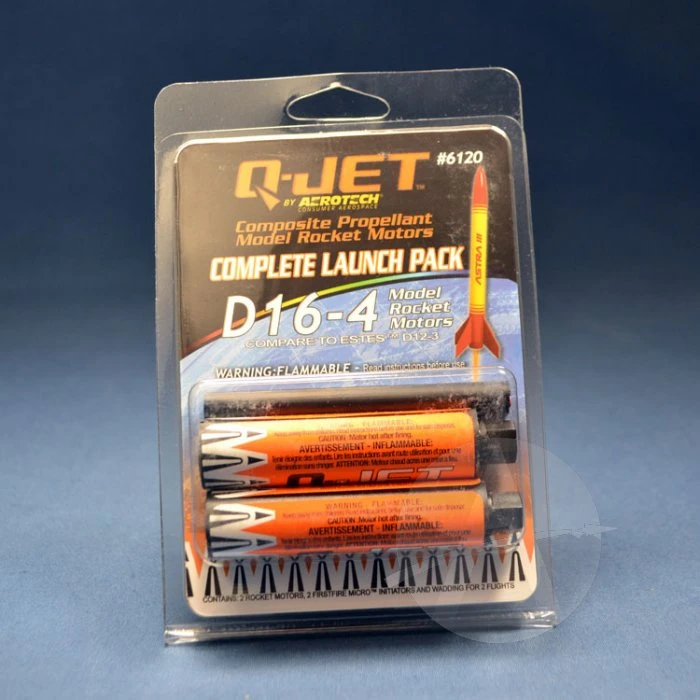 Q-JET™ #6120
BY AEROTECH®
CONSUMER AEROSPACE
Composite Propellant
Model Rocket Motors
COMPLETE LAUNCH PACK
ASTRA III
D16-4 Model Rocket Motors
COMPARE TO ESTES™ D12-3
WARNING:FLAMMABLE - Read instructions before use
CAUTION: Motor hot after firing.
AVERTISSEMENT - INFLAMMABLE:
Q-JET
WARNING - FLAMMABLE:
CAUTION: Motor hot after firing.
AVERTISSEMENT - INFLAMMABLE:
CONTAINS: 2 ROCKET MOTORS, 2 FIRSTFIRE MICRO™ INITIATORS AND WADDING FOR 2 FLIGHTS